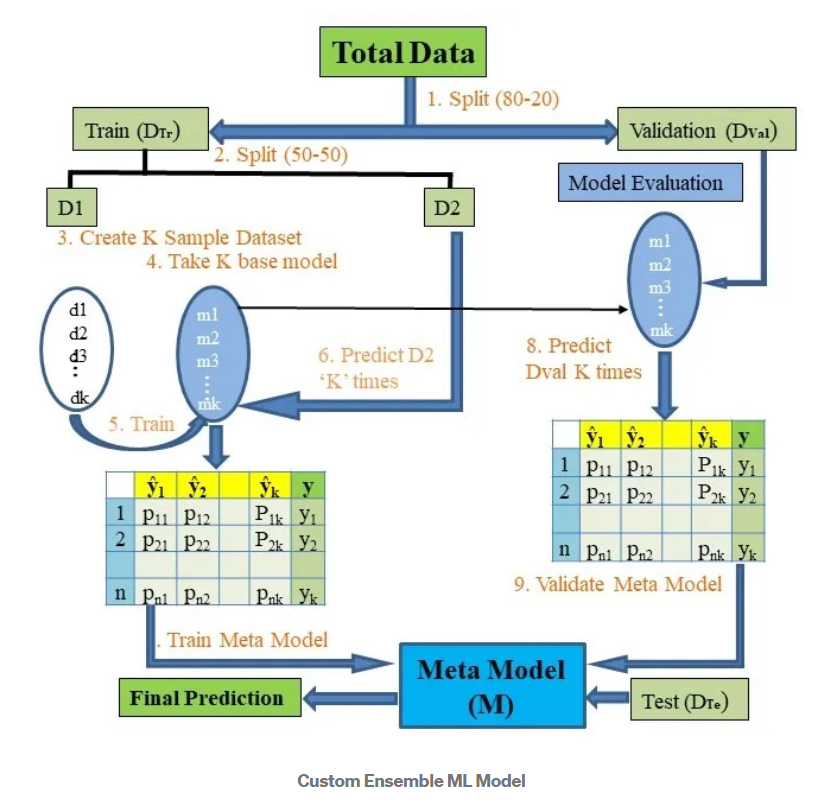 Total Data
1. Split (80-20)
Train (DTr)
Validation (DVal)
2. Split (50-50)
Model Evaluation
D1
D2
3. Create K Sample Dataset
4. Take K base model
d1
d2
d3
⋮
dk
m1
m2
m3
⋮
mk
m1
m2
m3
⋮
mk
5. Train
6. Predict D2
‘K’ times
8. Predict
Dval K times
ŷ1 ŷ2 ŷk y
1 p11 p12 P1k y1
2 p21 p22 P2k y2
n pn1 pn2 pnk yk
ŷ1 ŷ2 ŷk y
1 p11 p12 P1k y1
2 p21 p22 P2k y2
n pn1 pn2 pnk yk
. Train Meta Model
9. Validate Meta Model
Meta Model
(M)
Final Prediction
Test (DTe)
Custom Ensemble ML Model